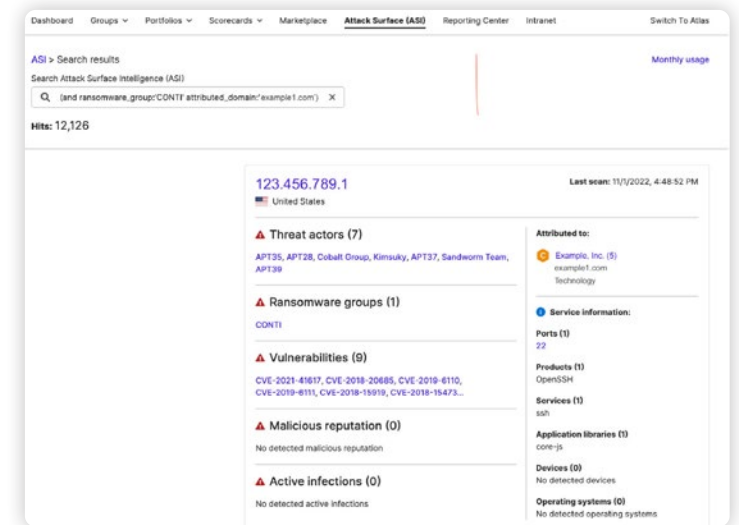 Dashboard Groups Portfolios Scorecards Marketplace Attack Surface (ASI) Reporting Center Intranet Switch To Atlas
ASI > Search results Monthly usage
Search Attack Surface Intelligence (ASI)
(and ransomware_group:'CONTI' attributed_domain:'example1.com') X
Hits: 12,126
123.456.789.1
United States
Last scan: 11/1/2022, 4:48:52 PM
Threat actors (7)
APT35, APT28, Cobalt Group, Kimsuky, APT37, Sandworm Team,
APT39
Ransomware groups (1)
CONTI
Vulnerabilities (9)
CVE-2021-41617, CVE-2018-20685, CVE-2019-6110,
CVE-2019-6111, CVE-2018-15919, CVE-2018-15473...
Malicious reputation (0)
No detected malicious reputation
Active infections (0)
No detected active infections
Attributed to:
Example, Inc. (5)
example1.com
Technology
Service information:
Ports (1)
22
Products (1)
OpenSSH
Services (1)
ssh
Application libraries (1)
core-js
Devices (0)
No detected devices
Operating systems (0)
No detected operating systems